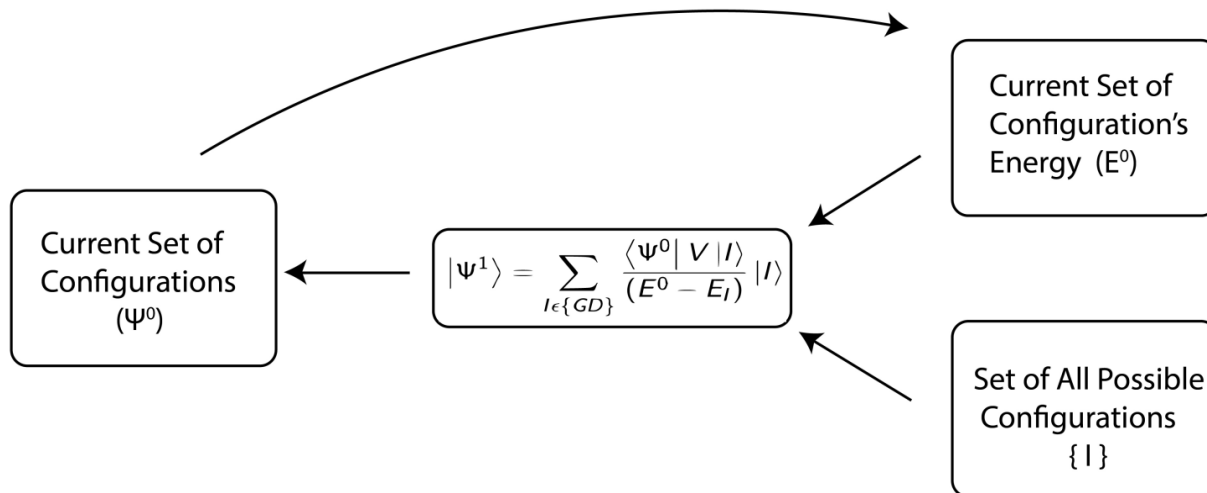 Current Set of
Configuration's
Energy (E⁰)
Current Set of
Configurations
(Ψ⁰)
|Ψ¹⟩ = ∑_{Iϵ{GD}} ⟨Ψ⁰| V |I⟩ / (E⁰ − E_I) |I⟩
Set of All Possible
Configurations
{ I }